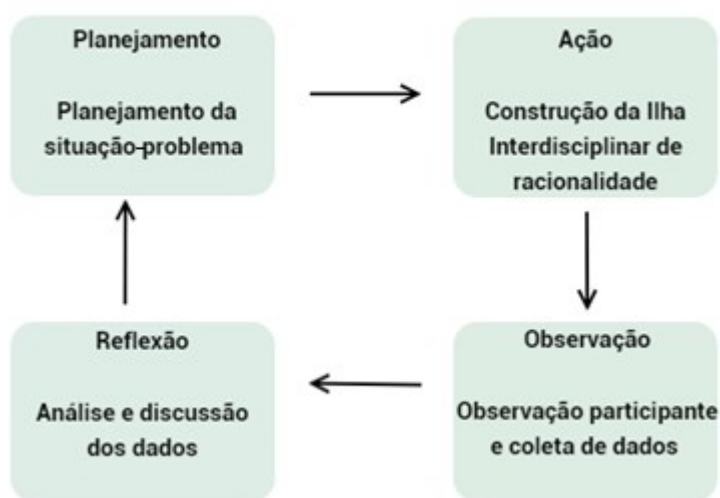 Planejamento
Planejamento da
situação-problema
Ação
Construção da Ilha
Interdisciplinar de
racionalidade
Reflexão
Análise e discussão
dos dados
Observação
Observação participante
e coleta de dados